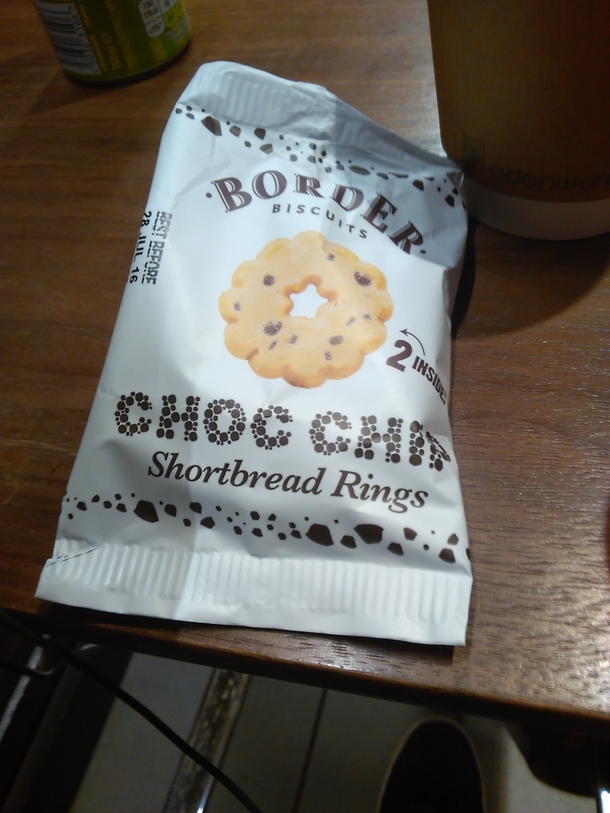 BORDER
BISCUITS
BEST BEFORE
28 JUL 16
2 INSIDE!
CHOC CHIP
Shortbread Rings